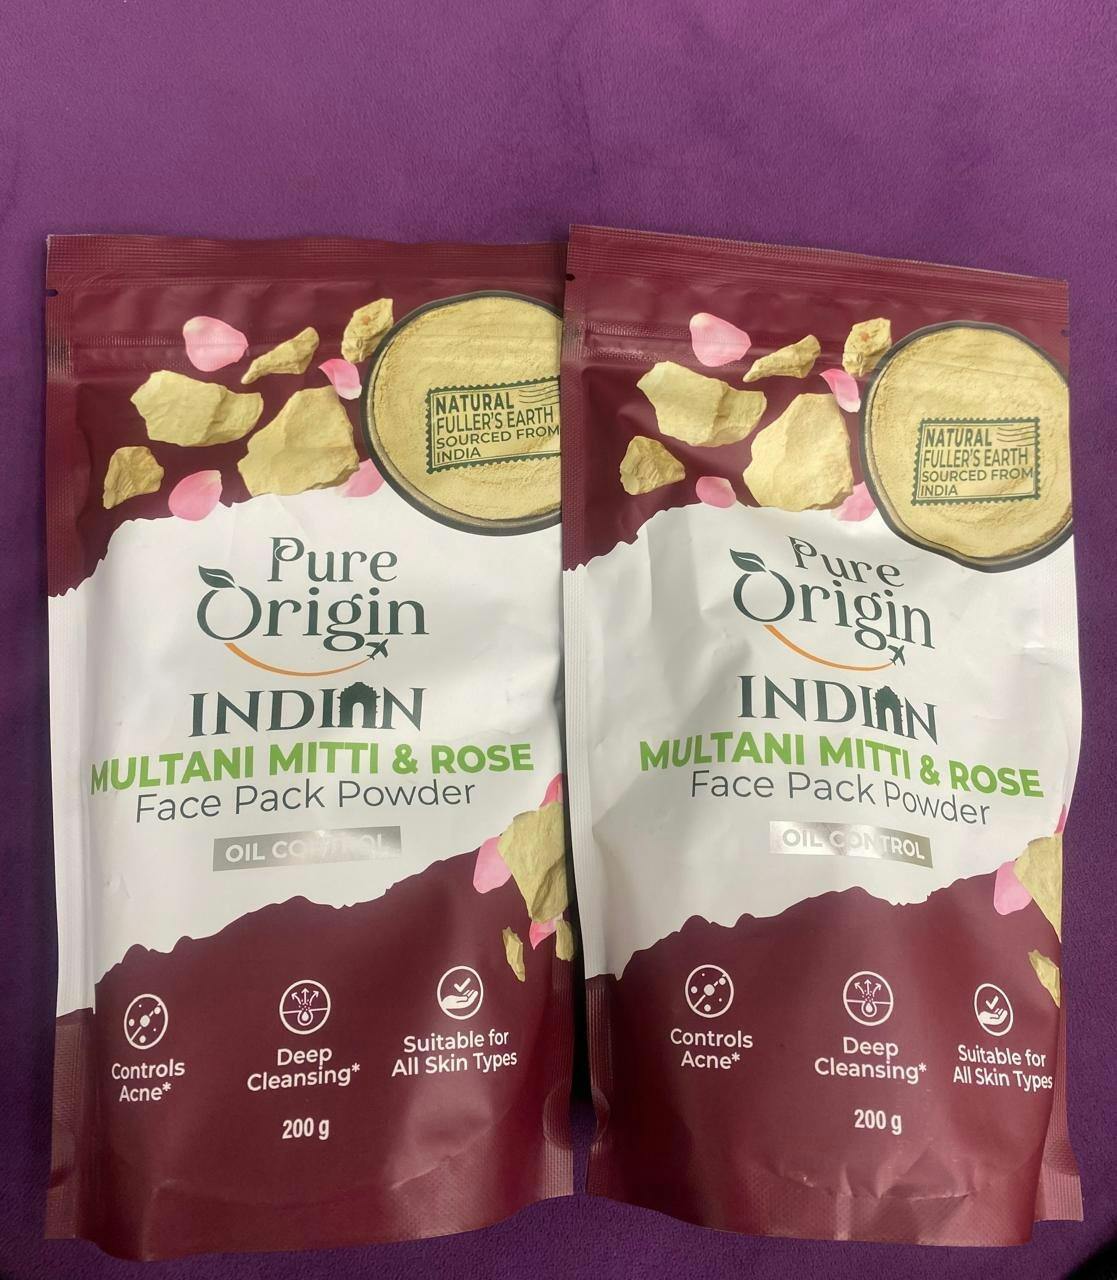 NATURAL
FULLER'S EARTH
SOURCED FROM
INDIA
Pure
Origin
INDIAN
MULTANI MITTI & ROSE
Face Pack Powder
OIL CONTROL
Controls
Acne*
Deep
Cleansing*
Suitable for
All Skin Types
200 g
NATURAL
FULLER'S EARTH
SOURCED FROM
INDIA
Pure
Origin
INDIAN
MULTANI MITTI & ROSE
Face Pack Powder
OIL CONTROL
Controls
Acne*
Deep
Cleansing*
Suitable for
All Skin Types
200 g